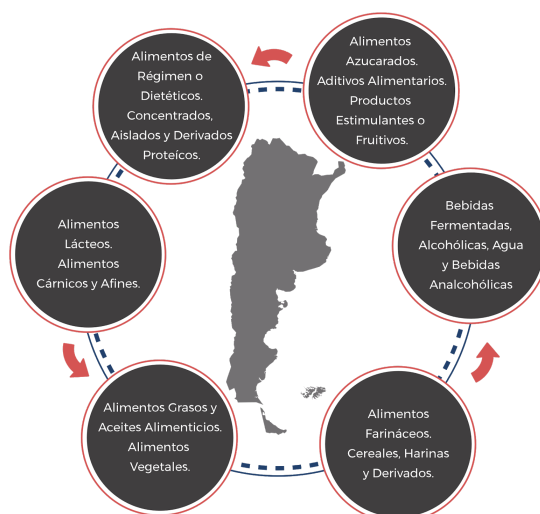 Alimentos de
Régimen o
Dietéticos.
Concentrados,
Aislados y Derivados
Proteícos.
Alimentos
Azucarados.
Aditivos Alimentarios.
Productos
Estimulantes o
Fruitivos.
Alimentos
Lácteos.
Alimentos
Cárnicos y Afines.
Bebidas
Fermentadas,
Alcohólicas, Agua
y Bebidas
Analcohólicas
Alimentos Grasos y
Aceites Alimenticios.
Alimentos
Vegetales.
Alimentos
Farináceos.
Cereales, Harinas
y Derivados.